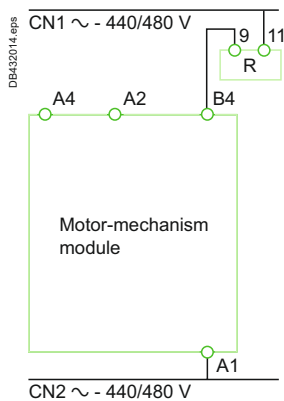 CN1 ~ - 440/480 V
DB432014.eps
9 11
R
A4 A2 B4
Motor-mechanism
module
A1
CN2 ~ - 440/480 V